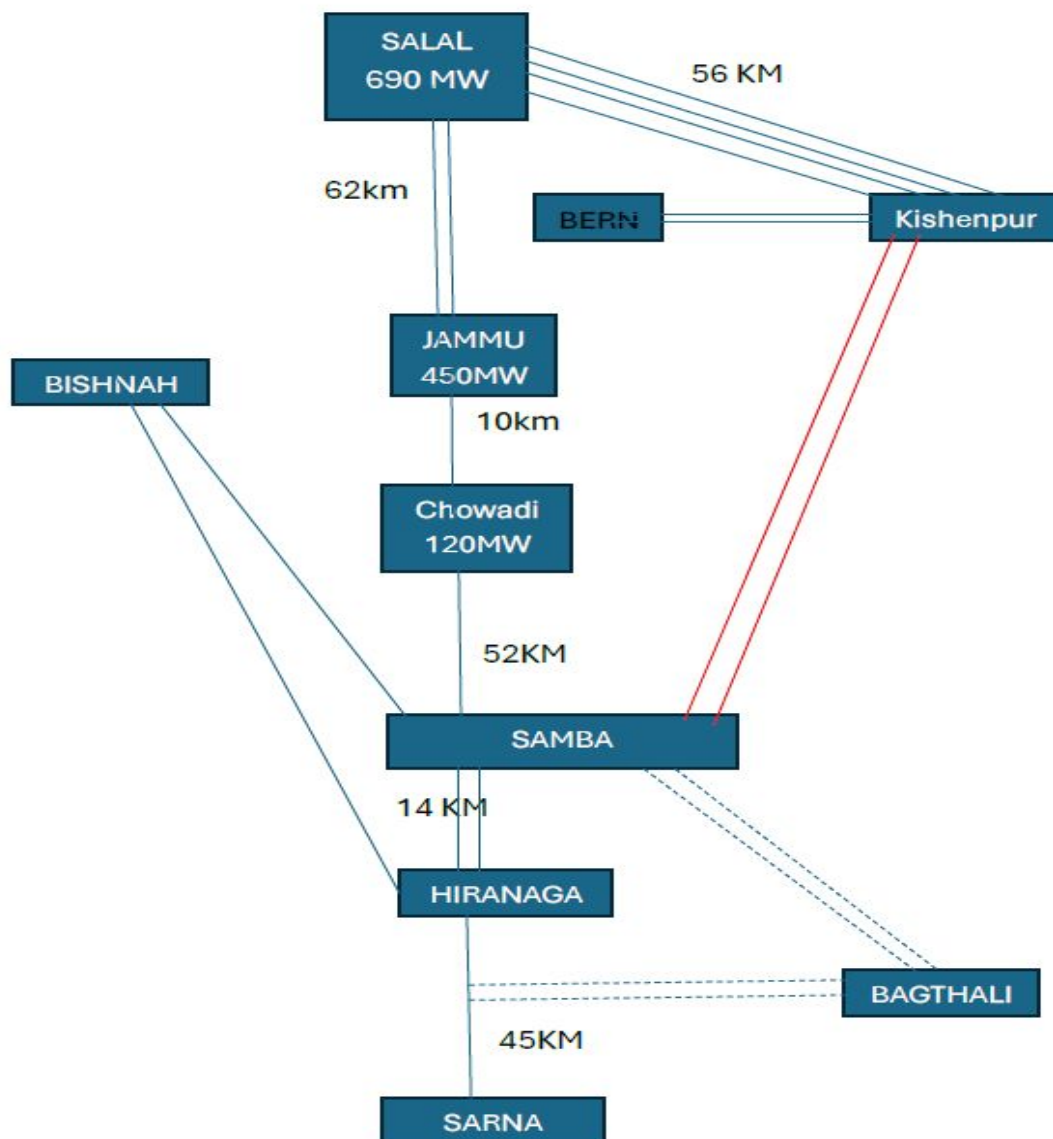 SALAL
690 MW
56 KM
62km
BERN
Kishenpur
JAMMU
450MW
BISHNAH
10km
Chowadi
120MW
52KM
SAMBA
14 KM
HIRANAGA
BAGTHALI
45KM
SARNA